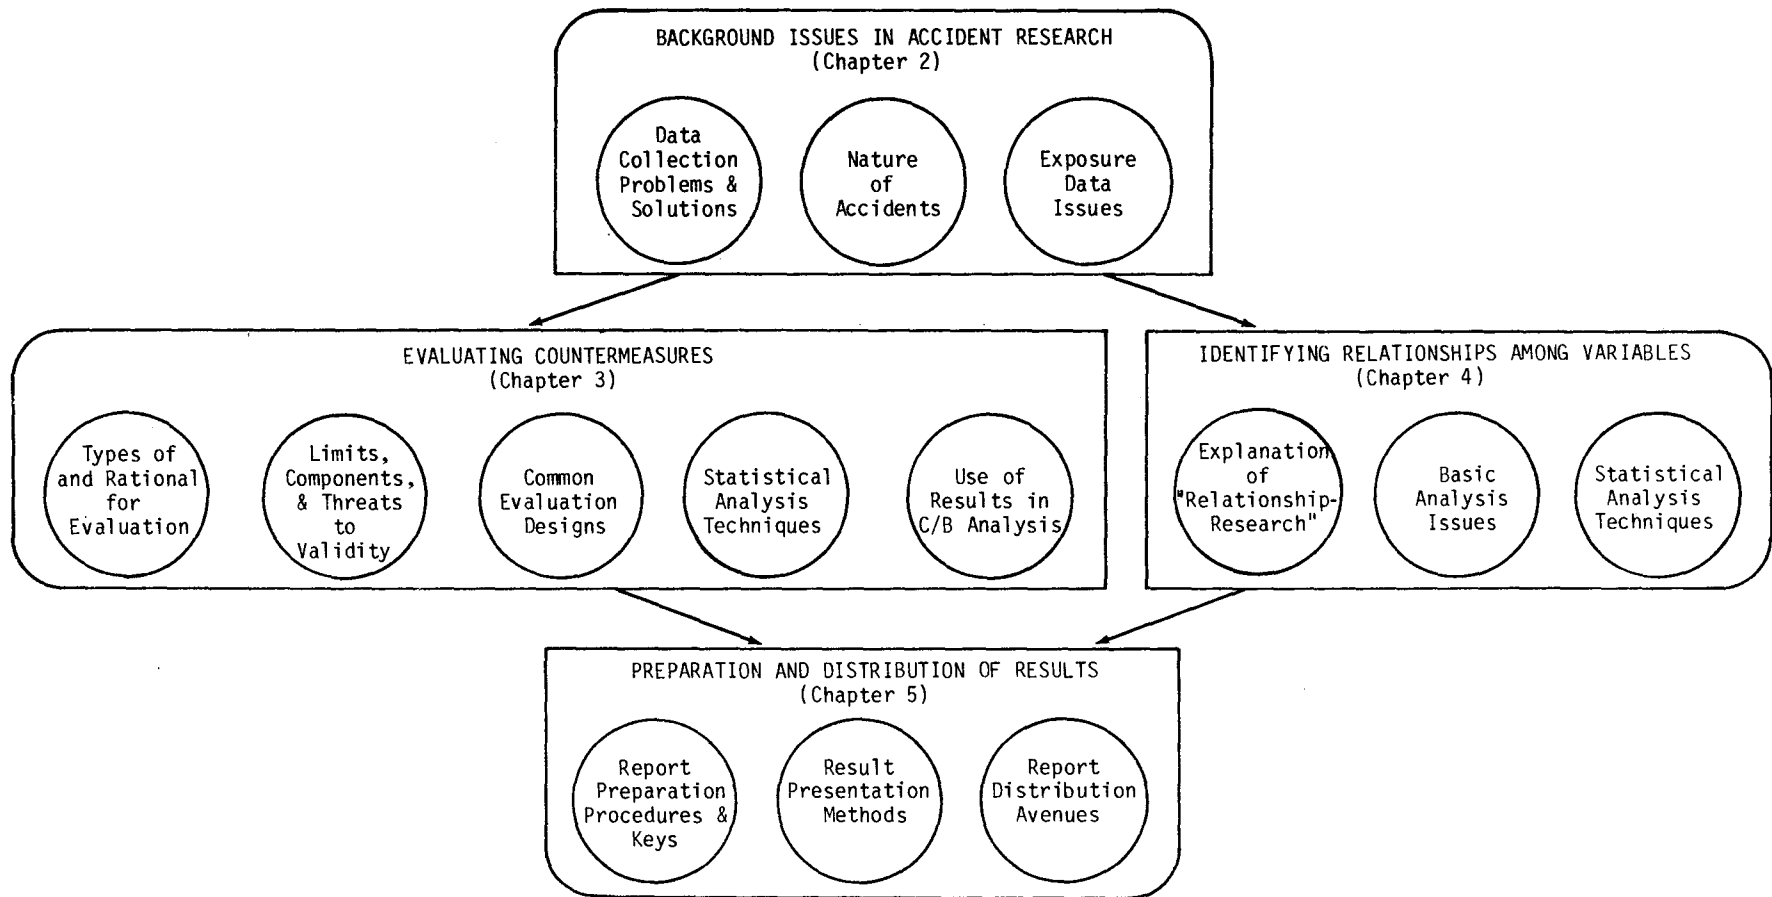 BACKGROUND ISSUES IN ACCIDENT RESEARCH
(Chapter 2)
Data
Collection
Problems &
Solutions
Nature
of
Accidents
Exposure
Data
Issues
EVALUATING COUNTERMEASURES
(Chapter 3)
Types of
and Rational
for
Evaluation
Limits,
Components,
& Threats
to
Validity
Common
Evaluation
Designs
Statistical
Analysis
Techniques
Use of
Results in
C/B Analysis
IDENTIFYING RELATIONSHIPS AMONG VARIABLES
(Chapter 4)
Explanation
of
"Relationship-
Research"
Basic
Analysis
Issues
Statistical
Analysis
Techniques
PREPARATION AND DISTRIBUTION OF RESULTS
(Chapter 5)
Report
Preparation
Procedures &
Keys
Result
Presentation
Methods
Report
Distribution
Avenues